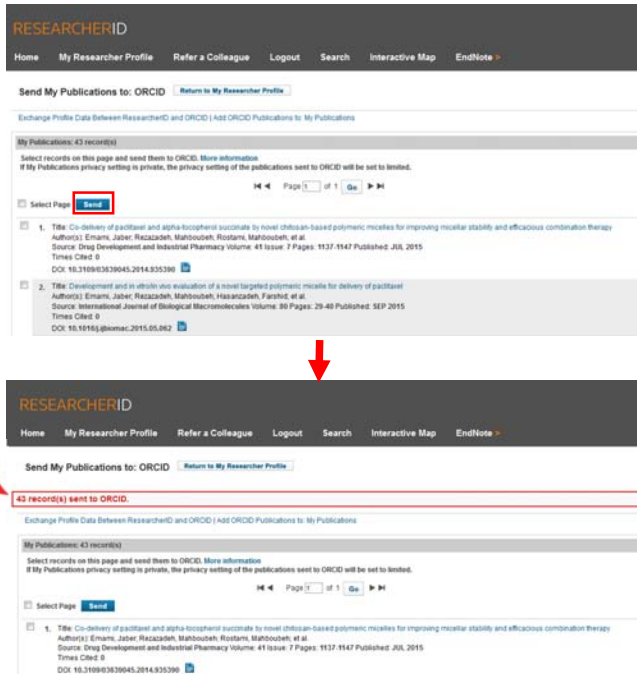 RESEARCHERID
Home My Researcher Profile Refer a Colleague Logout Search Interactive Map EndNote >
Send My Publications to: ORCID Return to My Researcher Profile
Exchange Profile Data Between ResearcherID and ORCID | Add ORCID Publications to: My Publications
My Publications: 43 record(s)
Select records on this page and send them to ORCID. More information
If My Publications privacy setting is private, the privacy setting of the publications sent to ORCID will be set to limited.
Page 1 of 1 Go
Select Page Send
1. Title: Co-delivery of paclitaxel and alpha-tocopherol succinate by novel chitosan-based polymeric micelles for improving micellar stability and efficacious combination therapy
Author(s): Emami, Jaber; Rezazadeh, Mahboubeh; Rostami, Mahboubeh; et al.
Source: Drug Development and Industrial Pharmacy Volume: 41 Issue: 7 Pages: 1137-1147 Published: JUL 2015
Times Cited: 0
DOI: 10.3109/03639045.2014.935390
2. Title: Development and in vitro/in vivo evaluation of a novel targeted polymeric micelle for delivery of paclitaxel
Author(s): Emami, Jaber; Rezazadeh, Mahboubeh; Hasanzadeh, Farshid; et al.
Source: International Journal of Biological Macromolecules Volume: 80 Pages: 29-40 Published: SEP 2015
Times Cited: 0
DOI: 10.1016/j.ijbiomac.2015.05.062
RESEARCHERID
Home My Researcher Profile Refer a Colleague Logout Search Interactive Map EndNote >
Send My Publications to: ORCID Return to My Researcher Profile
43 record(s) sent to ORCID.
Exchange Profile Data Between ResearcherID and ORCID | Add ORCID Publications to: My Publications
My Publications: 43 record(s)
Select records on this page and send them to ORCID. More information
If My Publications privacy setting is private, the privacy setting of the publications sent to ORCID will be set to limited.
Page 1 of 1 Go
Select Page Send
1. Title: Co-delivery of paclitaxel and alpha-tocopherol succinate by novel chitosan-based polymeric micelles for improving micellar stability and efficacious combination therapy
Author(s): Emami, Jaber; Rezazadeh, Mahboubeh; Rostami, Mahboubeh; et al.
Source: Drug Development and Industrial Pharmacy Volume: 41 Issue: 7 Pages: 1137-1147 Published: JUL 2015
Times Cited: 0
DOI: 10.3109/03639045.2014.935390